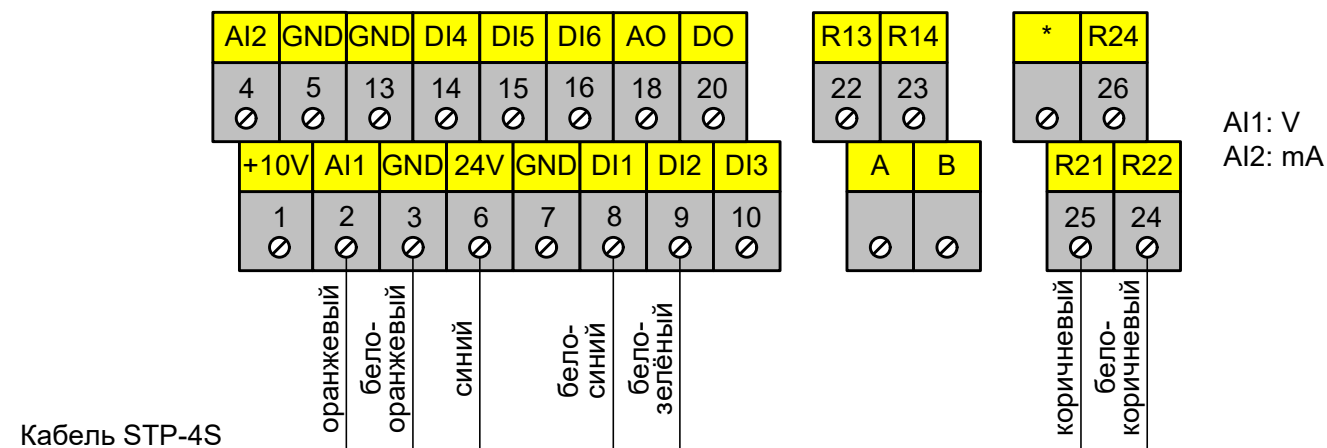 AI2 GND GND DI4 DI5 DI6 AO DO R13 R14 * R24
4 5 13 14 15 16 18 20 22 23 26
AI1: V
AI2: mA
+10V AI1 GND 24V GND DI1 DI2 DI3 A B R21 R22
1 2 3 6 7 8 9 10 25 24
оранжевый
бело-
оранжевый
синий
бело-
синий
бело-
зелёный
коричневый
бело-
коричневый
Кабель STP-4S